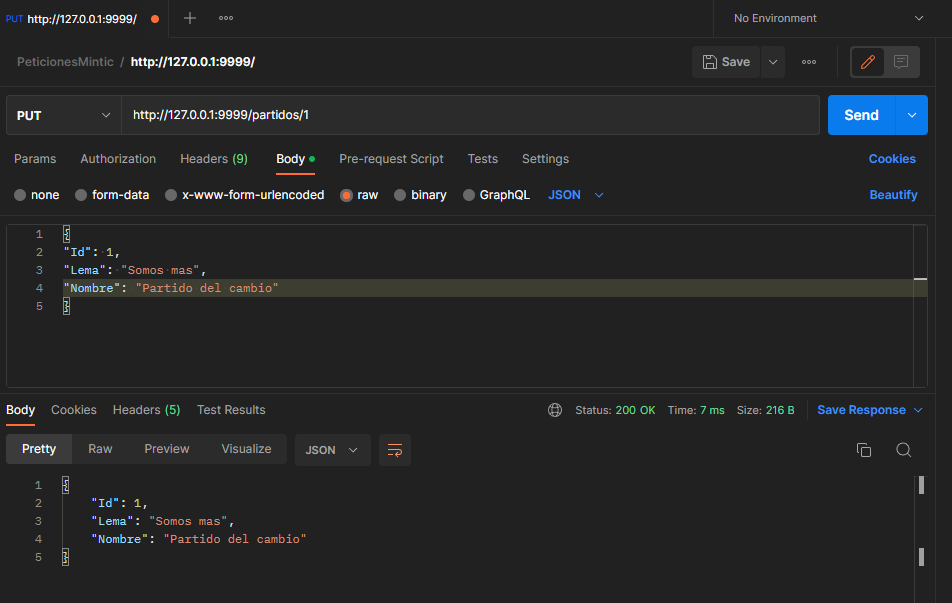 PUT http://127.0.0.1:9999/
No Environment
PeticionesMintic / http://127.0.0.1:9999/
Save
PUT http://127.0.0.1:9999/partidos/1 Send
Params Authorization Headers (9) Body Pre-request Script Tests Settings Cookies
none form-data x-www-form-urlencoded raw binary GraphQL JSON Beautify
1 {
2 "Id": 1,
3 "Lema": "Somos mas",
4 "Nombre": "Partido del cambio"
5 }
Body Cookies Headers (5) Test Results Status: 200 OK Time: 7 ms Size: 216 B Save Response
Pretty Raw Preview Visualize JSON
1 {
2 "Id": 1,
3 "Lema": "Somos mas",
4 "Nombre": "Partido del cambio"
5 }